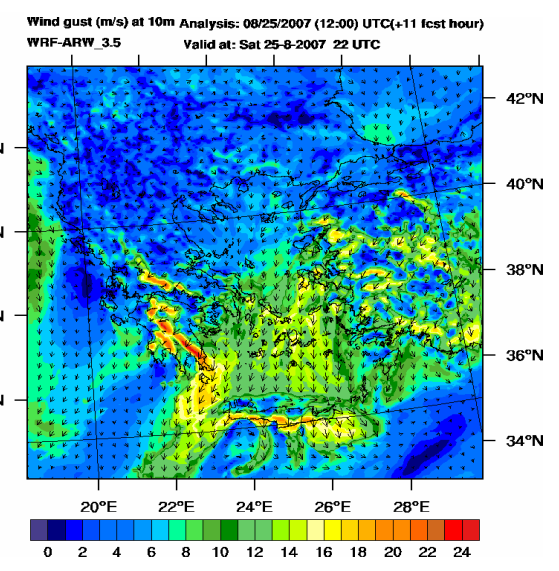 Wind gust (m/s) at 10m Analysis: 08/25/2007 (12:00) UTC(+11 fcst hour)
WRF-ARW_3.5 Valid at: Sat 25-8-2007 22 UTC
42°N
40°N
38°N
36°N
34°N
20°E 22°E 24°E 26°E 28°E
0 2 4 6 8 10 12 14 16 18 20 22 24